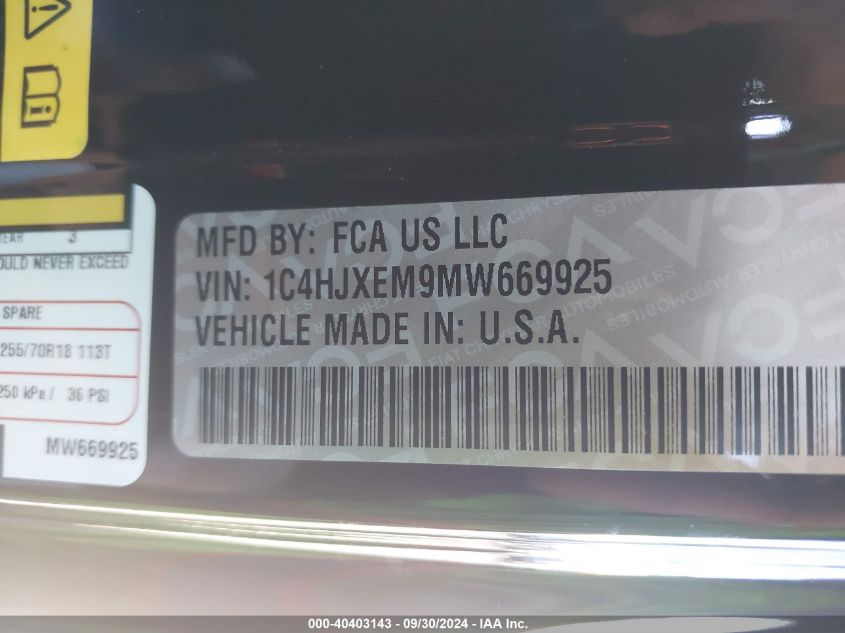 MFD BY: FCA US LLC
VIN: 1C4HJXEM9MW669925
VEHICLE MADE IN: U.S.A.
3
OULD NEVER EXCEED
SPARE
255/70R18 113T
250 kPa / 36 PSI
MW669925
000-40403143 - 09/30/2024 - IAA Inc.